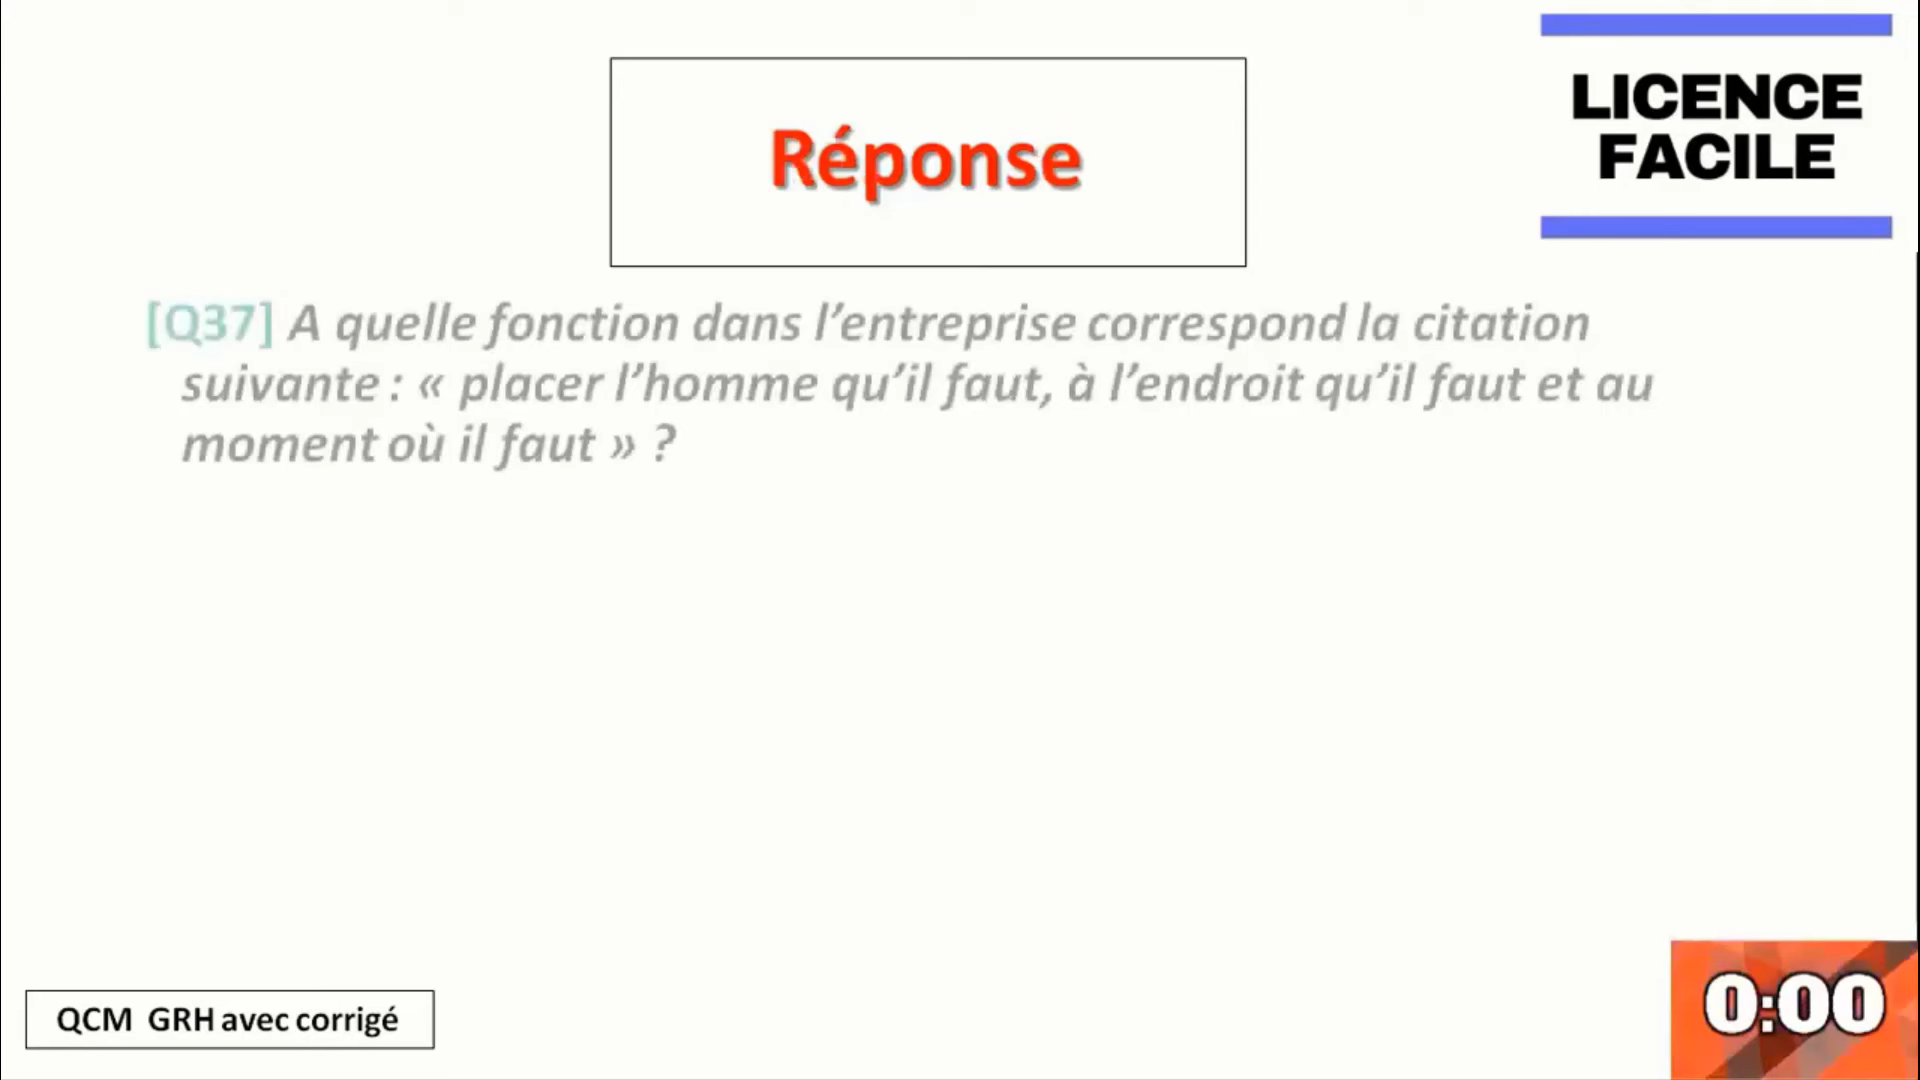 LICENCE
FACILE
Réponse
[Q37] A quelle fonction dans l’entreprise correspond la citation
suivante : « placer l’homme qu’il faut, à l’endroit qu’il faut et au
moment où il faut » ?
QCM GRH avec corrigé
0:00